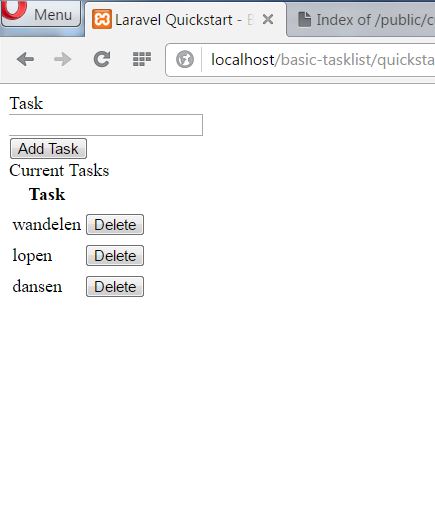 Menu
Laravel Quickstart - B
Index of /public/c
localhost/basic-tasklist/quicksta
Task
Add Task
Current Tasks
Task
wandelen Delete
lopen Delete
dansen Delete